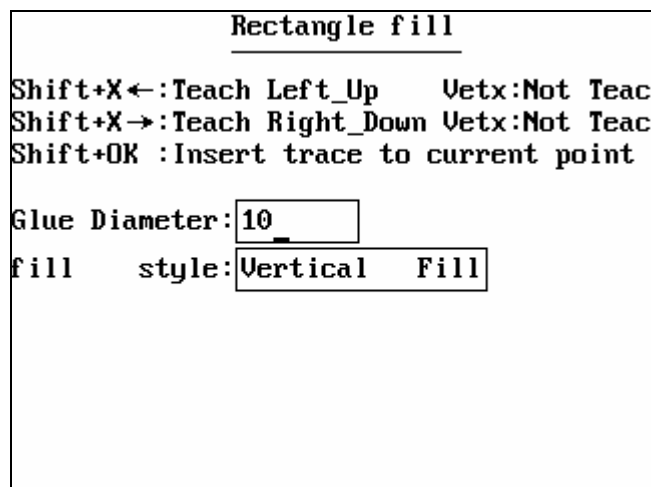 Rectangle fill
Shift+X←:Teach Left_Up Vetx:Not Teac
Shift+X→:Teach Right_Down Vetx:Not Teac
Shift+OK :Insert trace to current point
Glue Diameter:10_
fill style:Vertical Fill